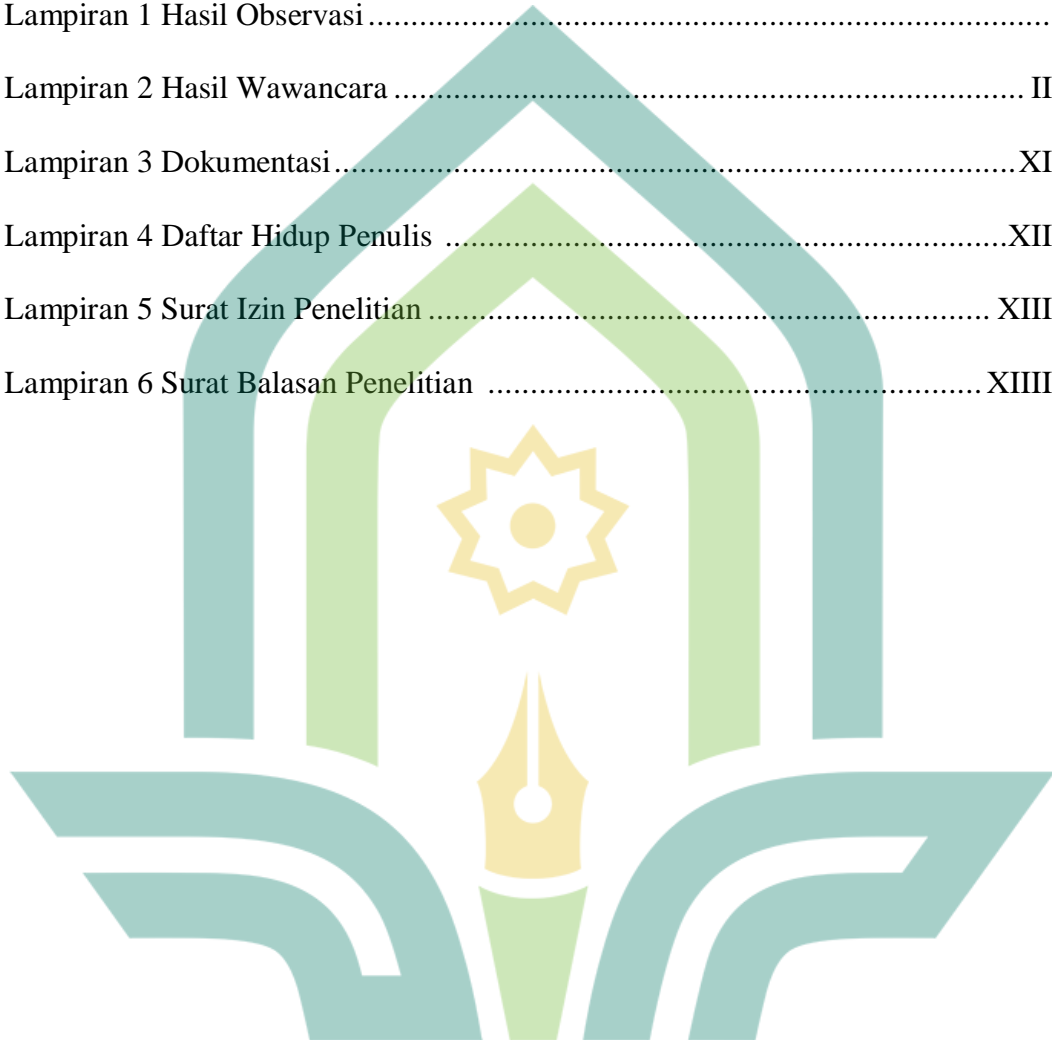 Lampiran 1 Hasil Observasi....................................................................................
Lampiran 2 Hasil Wawancara.............................................................................. II
Lampiran 3 Dokumentasi.....................................................................................XI
Lampiran 4 Daftar Hidup Penulis ......................................................................XII
Lampiran 5 Surat Izin Penelitian..................................................................... XIII
Lampiran 6 Surat Balasan Penelitian ............................................................. XIIII